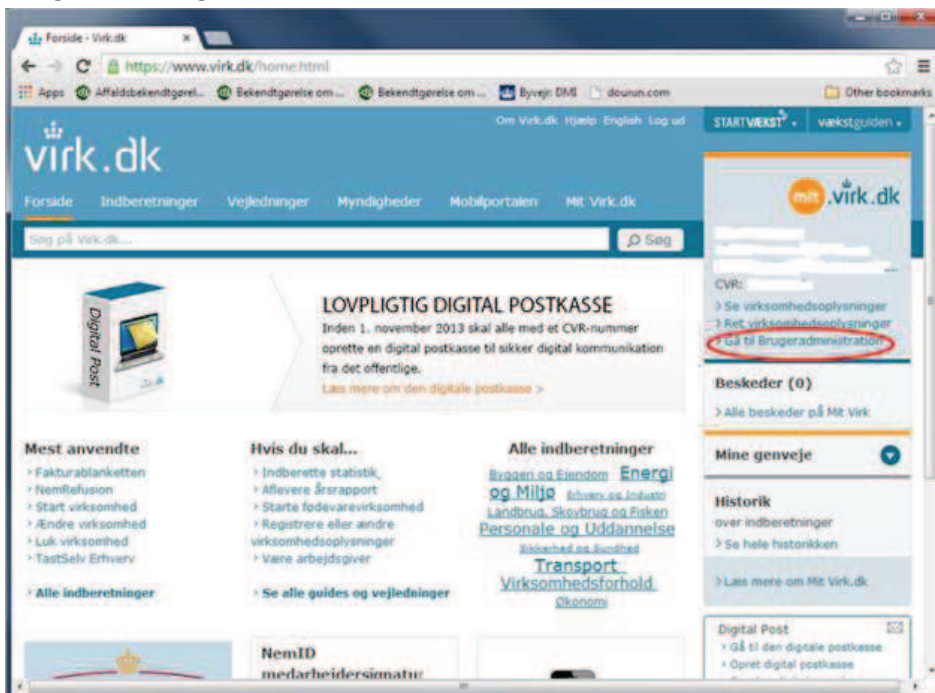 Forside - Virk.dk
https://www.virk.dk/home.html
Apps Affaldsbekendtgørel... Bekendtgørelse om ... Bekendtgørelse om ... Byvejr: DMI dourun.com Other bookmarks
Om Virk.dk Hjælp English Log ud
STARTVÆKST vækstguiden
virk.dk
Forside Indberetninger Vejledninger Myndigheder Mobilportalen Mit Virk.dk
Søg på Virk.dk... Søg
mit.virk.dk
CVR:
Se virksomhedsoplysninger
Ret virksomhedsoplysninger
Gå til Brugeradministration
Digital Post
LOVPLIGTIG DIGITAL POSTKASSE
Inden 1. november 2013 skal alle med et CVR-nummer
oprette en digital postkasse til sikker digital kommunikation
fra det offentlige.
Læs mere om den digitale postkasse >
Beskeder (0)
Alle beskeder på Mit Virk
Mine genveje
Historik
over indberetninger
Se hele historikken
Læs mere om Mit Virk.dk
Mest anvendte
Fakturablanketten
NemRefusion
Start virksomhed
Ændre virksomhed
Luk virksomhed
TastSelv Erhverv
Alle indberetninger
Hvis du skal...
Indberette statistik
Aflevere årsrapport
Starte fødevarevirksomhed
Registrere eller ændre
virksomhedsoplysninger
Være arbejdsgiver
Se alle guides og vejledninger
Alle indberetninger
Byggeri og Ejendom Energi
og Miljø Erhverv og Industri
Landbrug, Skovbrug og Fiskeri
Personale og Uddannelse
Sikkerhed og Sundhed
Transport
Virksomhedsforhold
Økonomi
Digital Post
Gå til den digitale postkasse
Opret digital postkasse
NemID
medarbejdersignatur